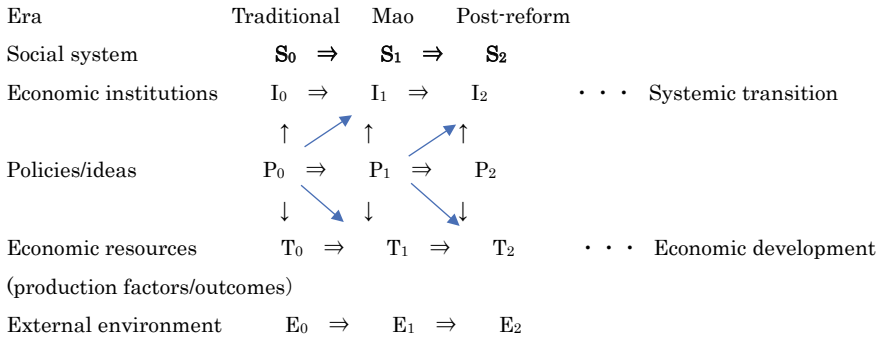 Era Traditional Mao Post-reform
Social system S₀ ⇒ S₁ ⇒ S₂
Economic institutions I₀ ⇒ I₁ ⇒ I₂ ・・・ Systemic transition
↑ ↑ ↑
Policies/ideas P₀ ⇒ P₁ ⇒ P₂
↓ ↓ ↓
Economic resources T₀ ⇒ T₁ ⇒ T₂ ・・・ Economic development
(production factors/outcomes)
External environment E₀ ⇒ E₁ ⇒ E₂